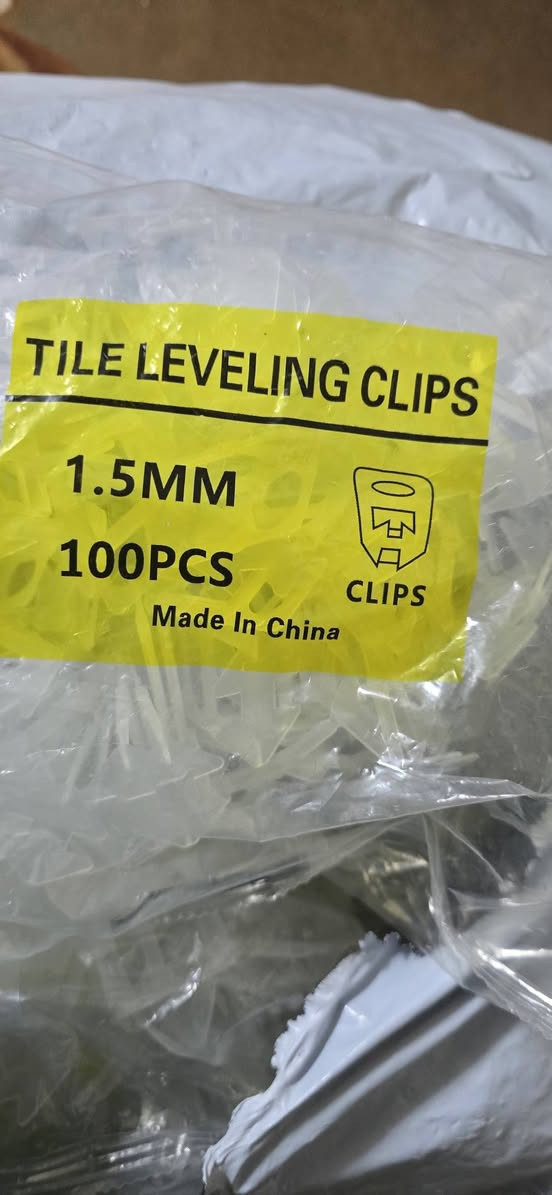 TILE LEVELING CLIPS
1.5MM
100PCS
CLIPS
Made In China